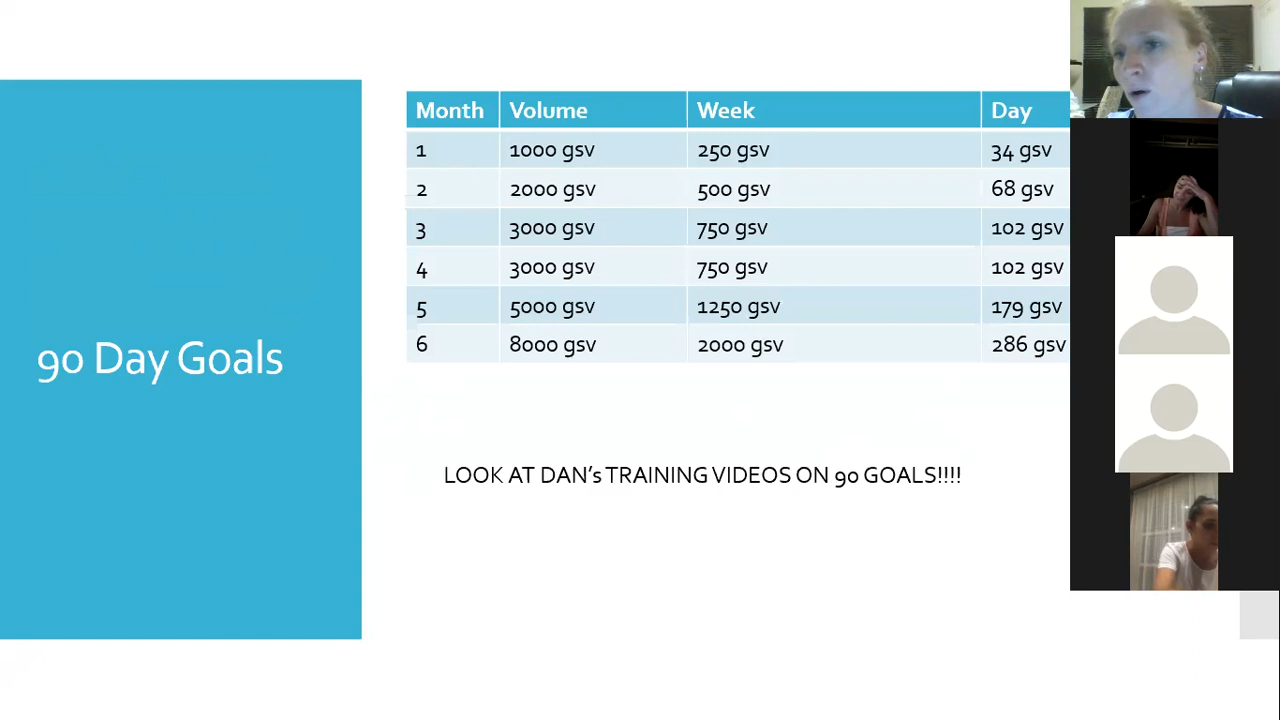 90 Day Goals
Month Volume Week Day
1 1000 gsv 250 gsv 34 gsv
2 2000 gsv 500 gsv 68 gsv
3 3000 gsv 750 gsv 102 gsv
4 3000 gsv 750 gsv 102 gsv
5 5000 gsv 1250 gsv 179 gsv
6 8000 gsv 2000 gsv 286 gsv
LOOK AT DAN's TRAINING VIDEOS ON 90 GOALS!!!!